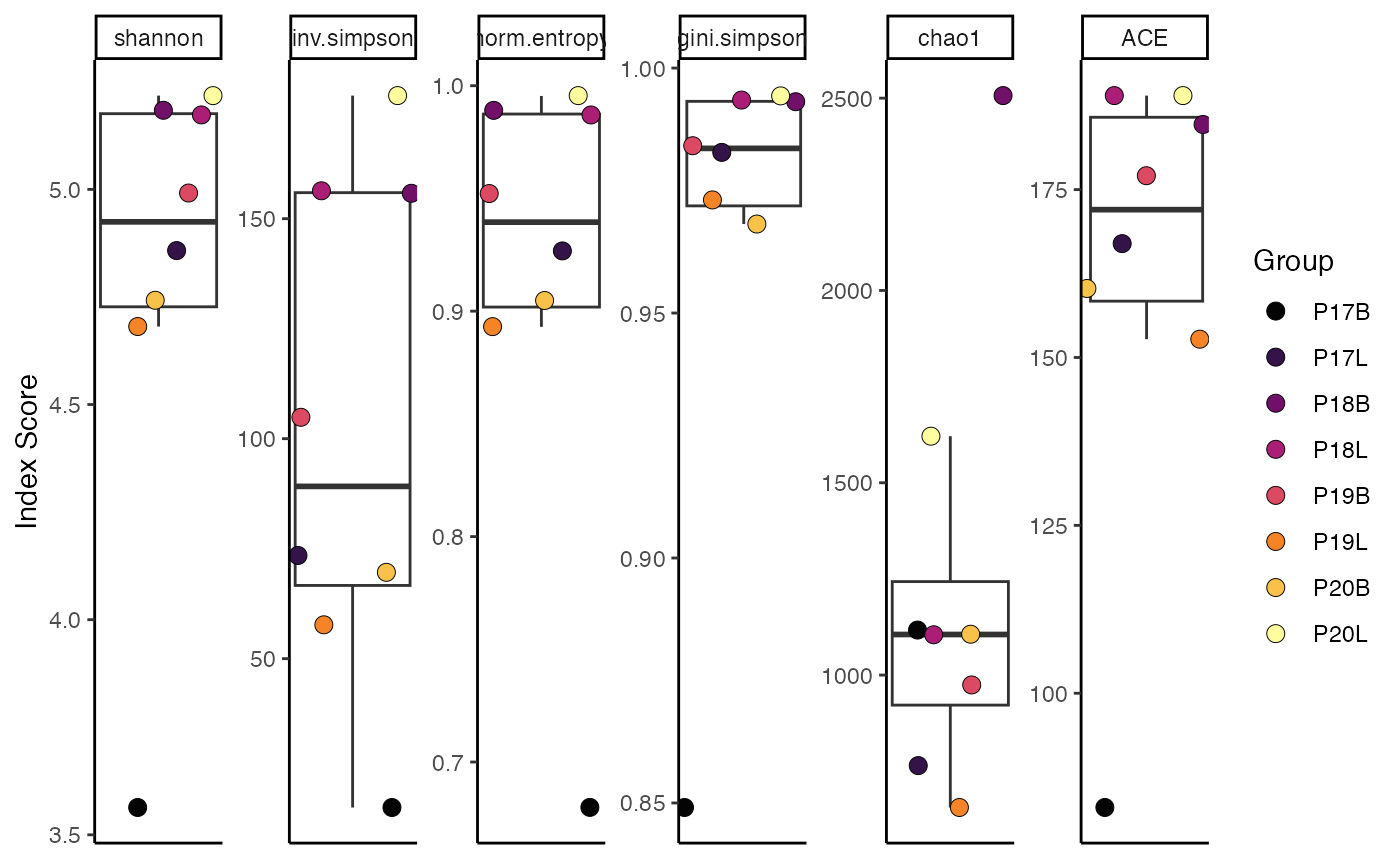 shannon
inv.simpson
norm.entropy
gini.simpson
chao1
ACE
Index Score
5.0
4.5
4.0
3.5
150
100
50
1.0
0.9
0.8
0.7
1.00
0.95
0.90
0.85
2500
2000
1500
1000
175
150
125
100
Group
P17B
P17L
P18B
P18L
P19B
P19L
P20B
P20L